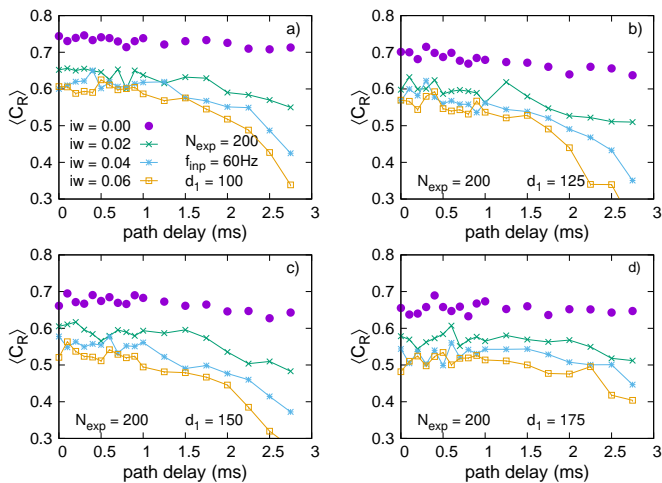 0.8
0.7
0.6
0.5
0.4
0.3
⟨C_R⟩
a)
iw = 0.00
iw = 0.02
iw = 0.04
iw = 0.06
N_exp = 200
f_inp = 60Hz
d_1 = 100
0 0.5 1 1.5 2 2.5 3
path delay (ms)
0.8
0.7
0.6
0.5
0.4
0.3
⟨C_R⟩
b)
N_exp = 200 d_1 = 125
0 0.5 1 1.5 2 2.5 3
path delay (ms)
0.8
0.7
0.6
0.5
0.4
0.3
⟨C_R⟩
c)
N_exp = 200 d_1 = 150
0 0.5 1 1.5 2 2.5 3
path delay (ms)
0.8
0.7
0.6
0.5
0.4
0.3
⟨C_R⟩
d)
N_exp = 200 d_1 = 175
0 0.5 1 1.5 2 2.5 3
path delay (ms)